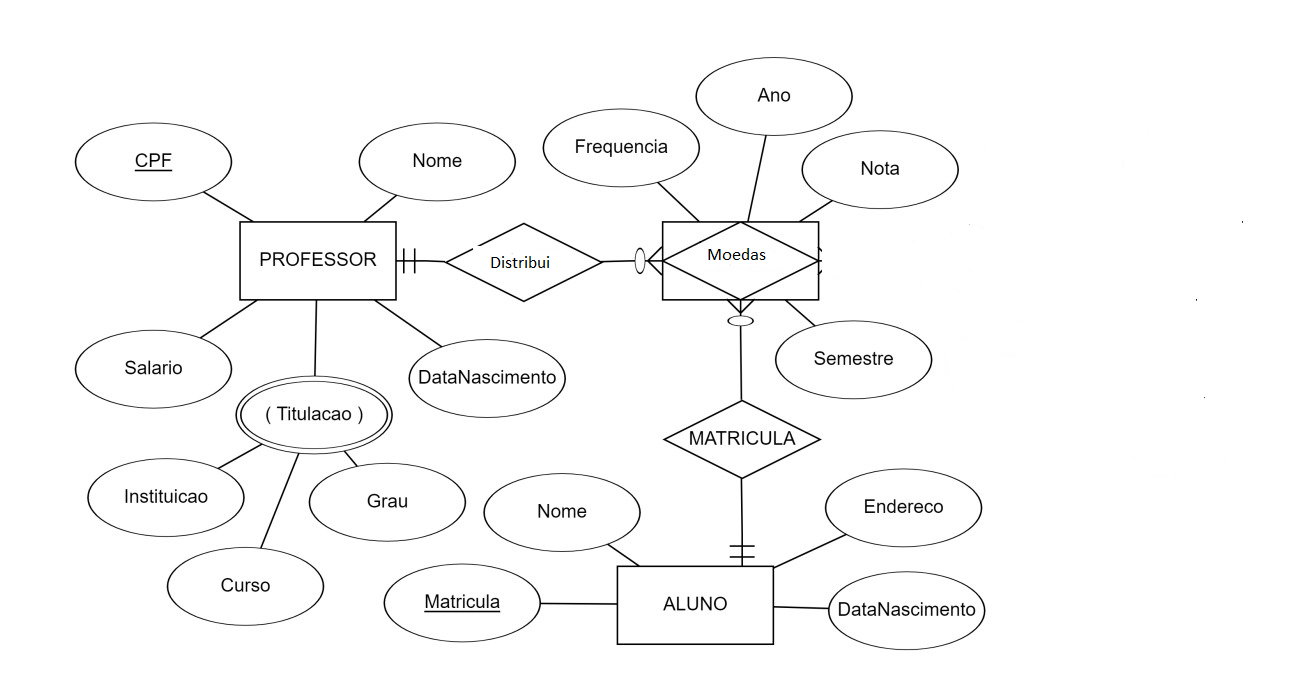 Ano
Frequencia
CPF
Nome
Nota
PROFESSOR
Distribui
Moedas
Salario
DataNascimento
Semestre
( Titulacao )
MATRICULA
Instituicao
Grau
Nome
Endereco
Curso
Matricula
ALUNO
DataNascimento